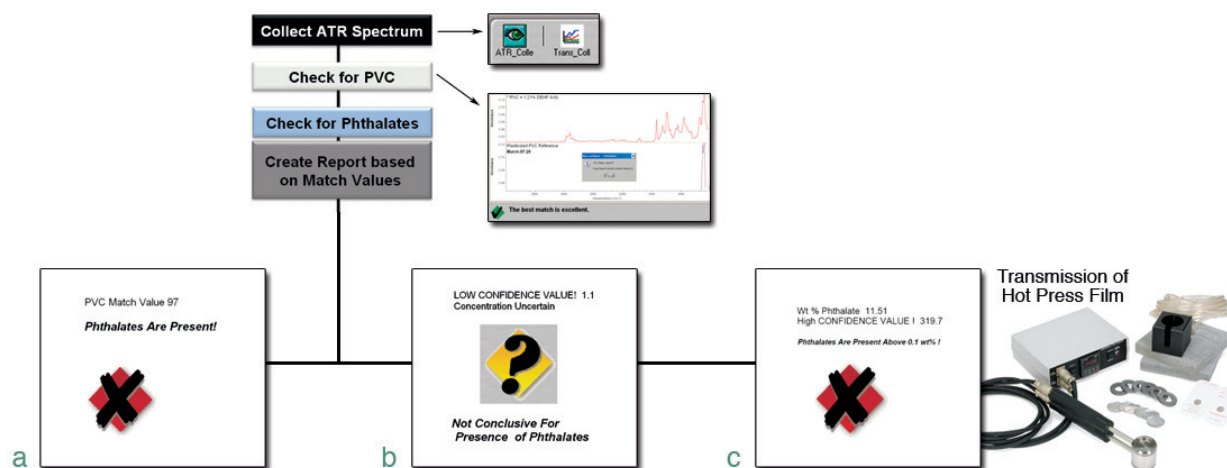 Collect ATR Spectrum
ATR_Colle
Trans_Coll
Check for PVC
Check for Phthalates
Create Report based
on Match Values
Plasticized PVC Reference
The best match is excellent.
PVC Match Value 97
Phthalates Are Present!
a
LOW CONFIDENCE VALUE! 1.1
Concentration Uncertain
?
Not Conclusive For
Presence of Phthalates
b
Wt % Phthalate 11.51
High CONFIDENCE VALUE ! 319.7
Phthalates Are Present Above 0.1 wt% !
c
Transmission of
Hot Press Film